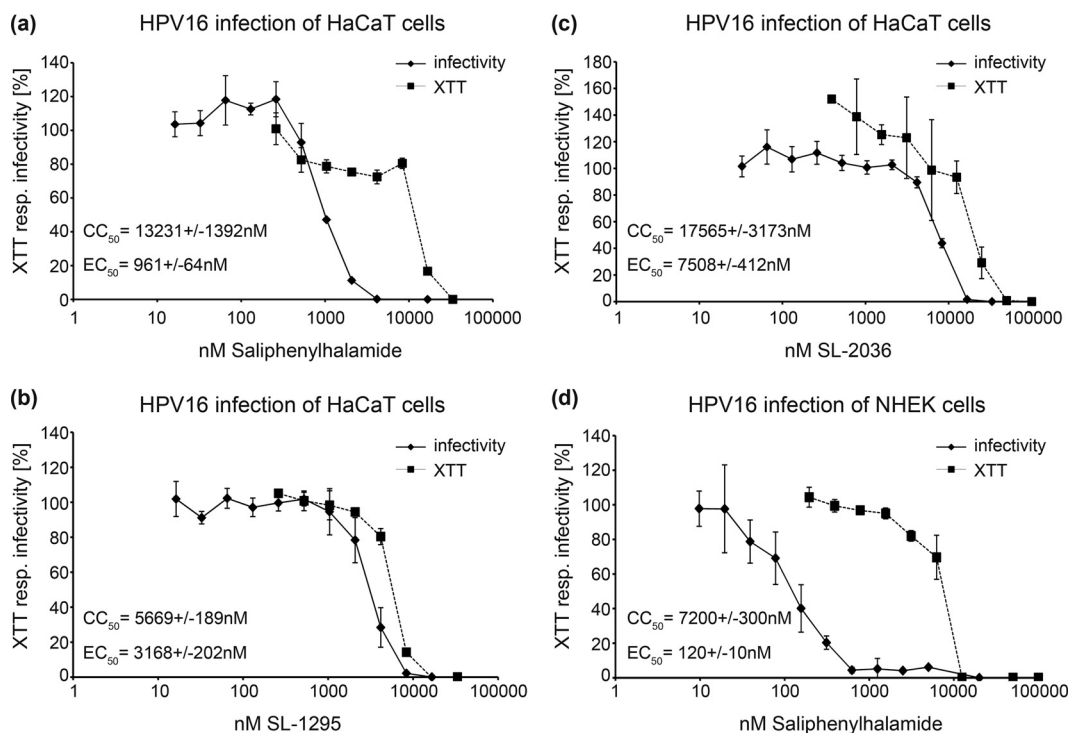 (a) HPV16 infection of HaCaT cells
XTT resp. infectivity [%]
140
120
100
80
60
40
20
0
infectivity
XTT
CC50= 13231+/-1392nM
EC50= 961+/-64nM
1 10 100 1000 10000 100000
nM Saliphenylhalamide
(b) HPV16 infection of HaCaT cells
XTT resp. infectivity [%]
140
120
100
80
60
40
20
0
infectivity
XTT
CC50= 5669+/-189nM
EC50= 3168+/-202nM
1 10 100 1000 10000 100000
nM SL-1295
(c) HPV16 infection of HaCaT cells
XTT resp. infectivity [%]
180
160
140
120
100
80
60
40
20
0
infectivity
XTT
CC50= 17565+/-3173nM
EC50= 7508+/-412nM
1 10 100 1000 10000 100000
nM SL-2036
(d) HPV16 infection of NHEK cells
XTT resp. infectivity [%]
140
120
100
80
60
40
20
0
infectivity
XTT
CC50= 7200+/-300nM
EC50= 120+/-10nM
1 10 100 1000 10000 100000
nM Saliphenylhalamide